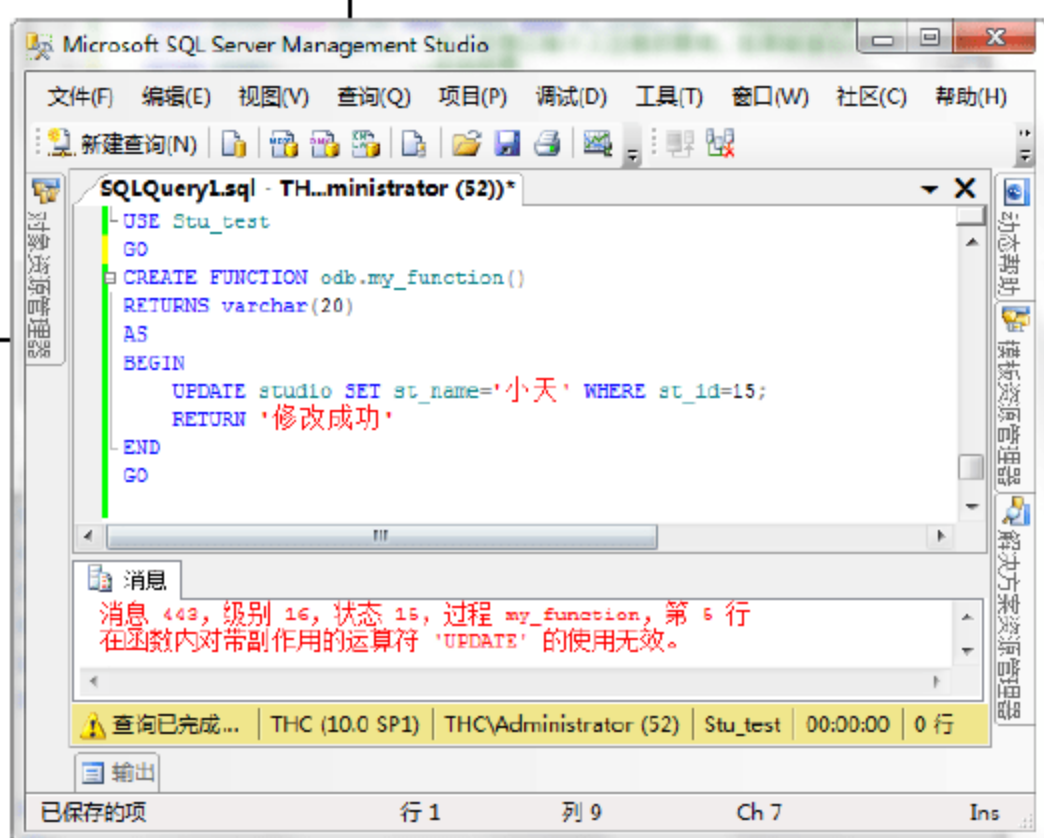 Microsoft SQL Server Management Studio
文件(F) 编辑(E) 视图(V) 查询(Q) 项目(P) 调试(D) 工具(T) 窗口(W) 社区(C) 帮助(H)
新建查询(N)
SQLQuery1.sql - TH...ministrator (52))*
对象资源管理器
USE Stu_test
GO
CREATE FUNCTION odb.my_function()
RETURNS varchar(20)
AS
BEGIN
UPDATE studio SET st_name='小天' WHERE st_id=15;
RETURN '修改成功'
END
GO
动态帮助
模板资源管理器
解决方案资源管理器
消息
消息 443，级别 16，状态 15，过程 my_function，第 5 行
在函数内对带副作用的运算符 'UPDATE' 的使用无效。
查询已完成... THC (10.0 SP1) THC\Administrator (52) Stu_test 00:00:00 0 行
输出
已保存的项 行 1 列 9 Ch 7 Ins